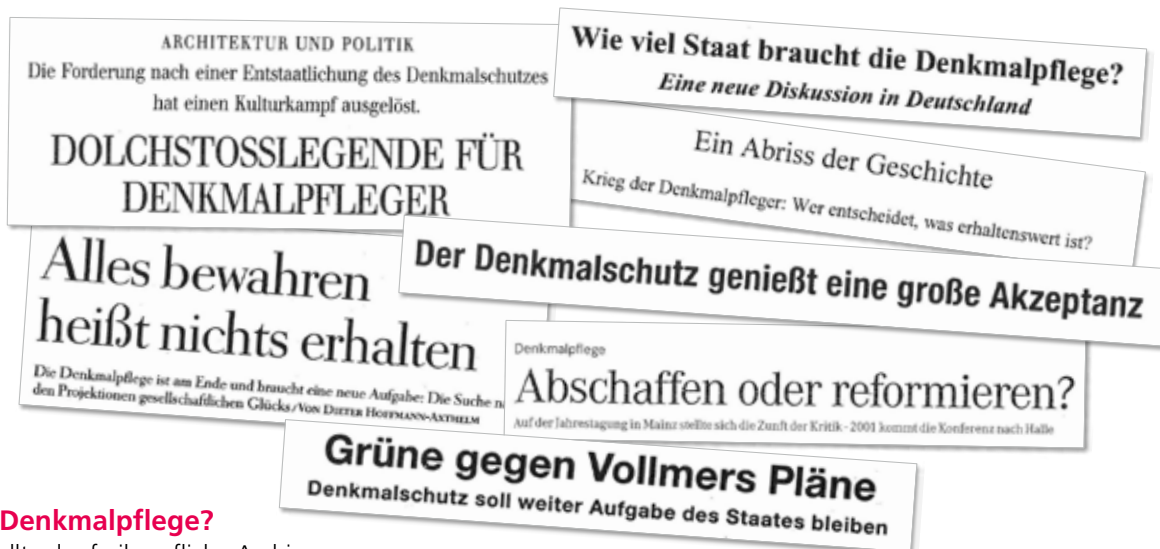 ARCHITEKTUR UND POLITIK
Die Forderung nach einer Entstaatlichung des Denkmalschutzes
hat einen Kulturkampf ausgelöst.
DOLCHSTOSSLEGENDE FÜR
DENKMALPFLEGER
Wie viel Staat braucht die Denkmalpflege?
Eine neue Diskussion in Deutschland
Ein Abriss der Geschichte
Krieg der Denkmalpfleger: Wer entscheidet, was erhaltenswert ist?
Der Denkmalschutz genießt eine große Akzeptanz
Alles bewahren
heißt nichts erhalten
Die Denkmalpflege ist am Ende und braucht eine neue Aufgabe: Die Suche
den Projektionen gesellschaftlichen Glücks/VON DIETER HOFFMANN-AXTHELM
Denkmalpflege
Abschaffen oder reformieren?
Auf der Jahrestagung in Mainz stellte sich die Zunft der Kritik - 2001 kommt die Konferenz nach Halle
Grüne gegen Vollmers Pläne
Denkmalschutz soll weiter Aufgabe des Staates bleiben
Denkmalpflege?